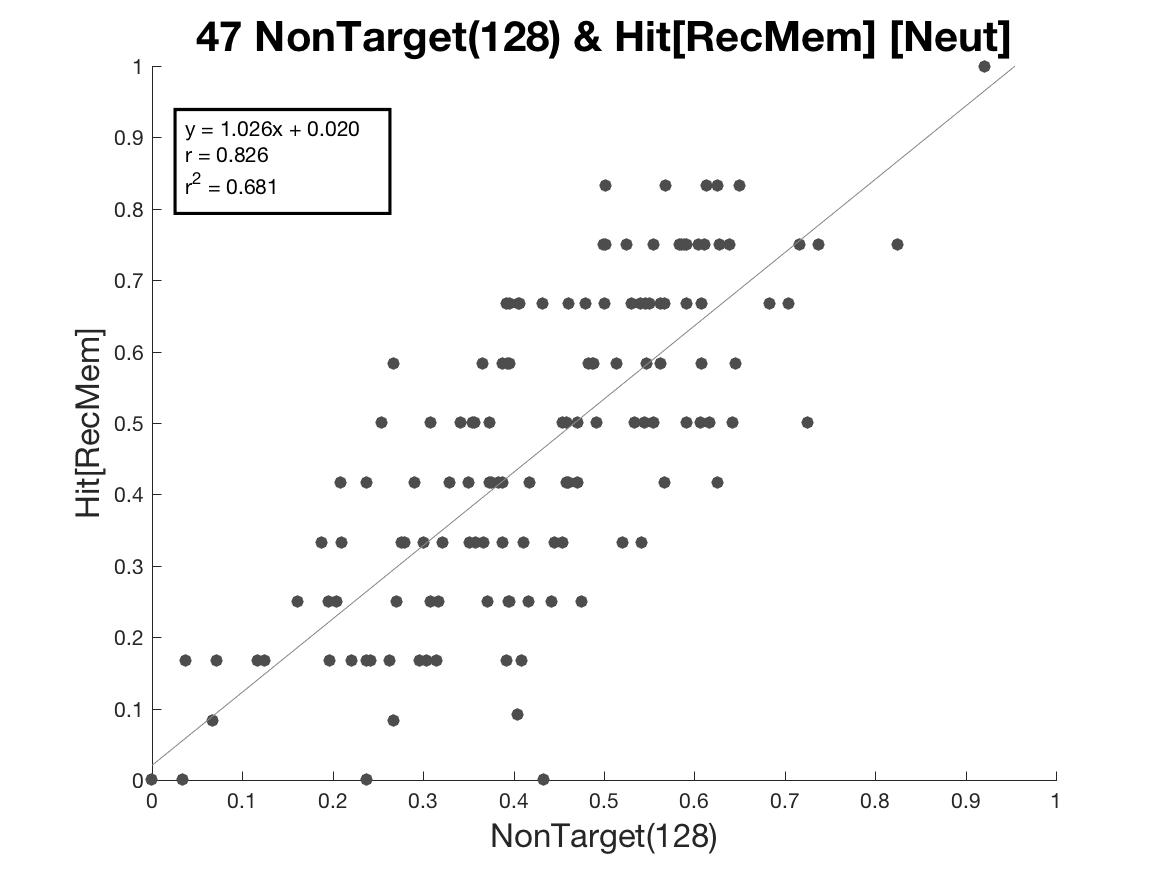 47 NonTarget(128) & Hit[RecMem] [Neut]
y = 1.026x + 0.020
r = 0.826
r² = 0.681
Hit[RecMem]
1
0.9
0.8
0.7
0.6
0.5
0.4
0.3
0.2
0.1
0
0 0.1 0.2 0.3 0.4 0.5 0.6 0.7 0.8 0.9 1
NonTarget(128)